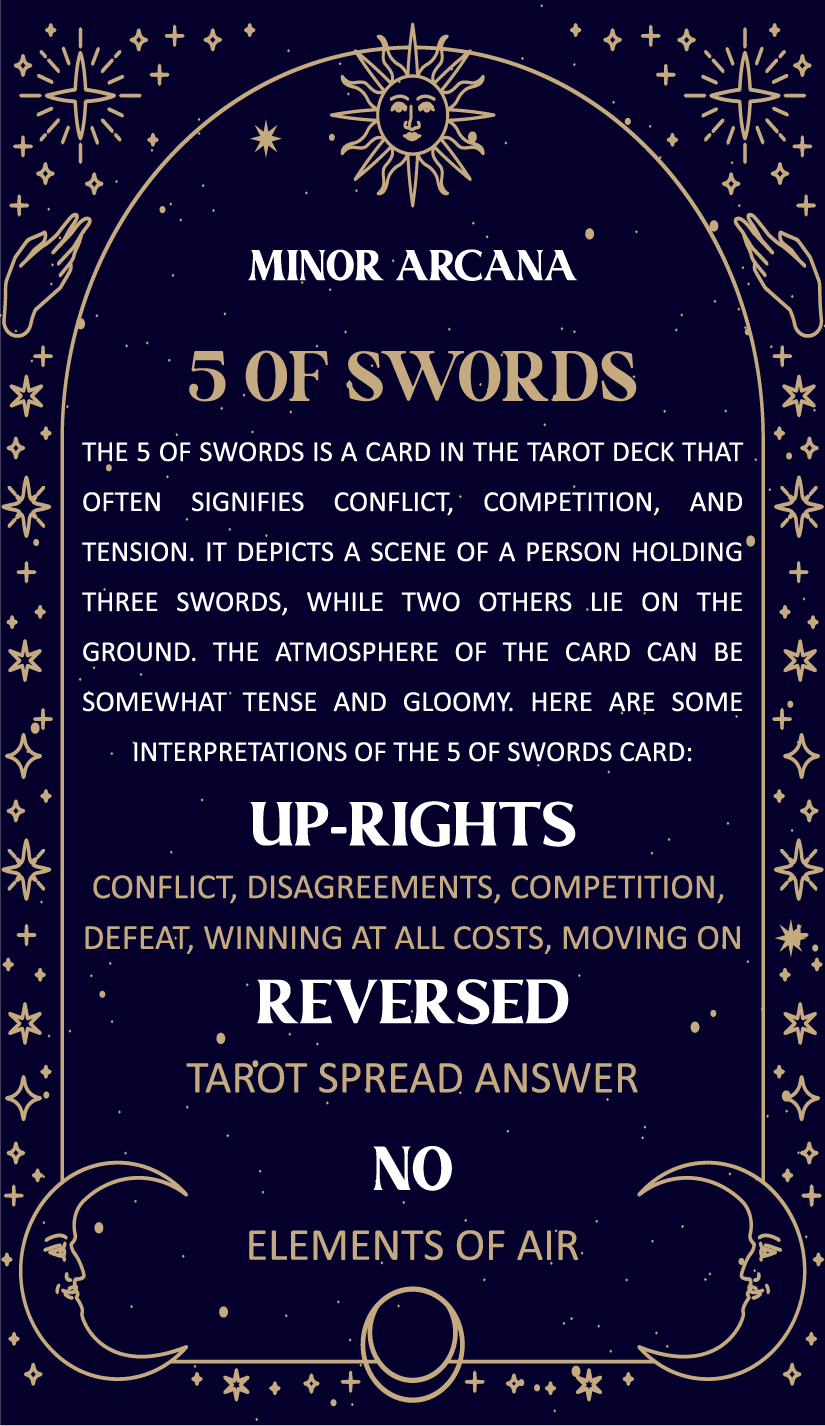 MINOR ARCANA
5 OF SWORDS
THE 5 OF SWORDS IS A CARD IN THE TAROT DECK THAT
OFTEN SIGNIFIES CONFLICT, COMPETITION, AND
TENSION. IT DEPICTS A SCENE OF A PERSON HOLDING
THREE SWORDS, WHILE TWO OTHERS LIE ON THE
GROUND. THE ATMOSPHERE OF THE CARD CAN BE
SOMEWHAT TENSE AND GLOOMY. HERE ARE SOME
INTERPRETATIONS OF THE 5 OF SWORDS CARD:
UP-RIGHTS
CONFLICT, DISAGREEMENTS, COMPETITION,
DEFEAT, WINNING AT ALL COSTS, MOVING ON
REVERSED
TAROT SPREAD ANSWER
NO
ELEMENTS OF AIR